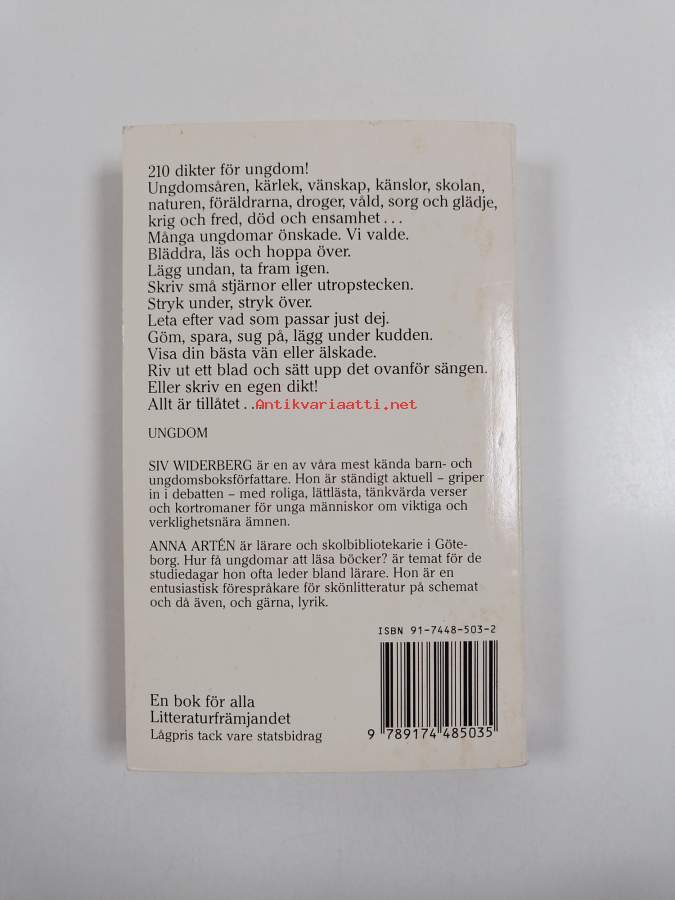 210 dikter för ungdom!
Ungdomsåren, kärlek, vänskap, känslor, skolan,
naturen, föräldrarna, droger, våld, sorg och glädje,
krig och fred, död och ensamhet...
Många ungdomar önskade. Vi valde.
Bläddra, läs och hoppa över.
Lägg undan, ta fram igen.
Skriv små stjärnor eller utropstecken.
Stryk under, stryk över.
Leta efter vad som passar just dej.
Göm, spara, sug på, lägg under kudden.
Visa din bästa vän eller älskade.
Riv ut ett blad och sätt upp det ovanför sängen.
Eller skriv en egen dikt!
Allt är tillåtet.. Antikvariaatti.net
UNGDOM
SIV WIDERBERG är en av våra mest kända barn- och
ungdomsboksförfattare. Hon är ständigt aktuell – griper
in i debatten – med roliga, lättlästa, tänkvärda verser
och kortromaner för unga människor om viktiga och
verklighetsnära ämnen.
ANNA ARTÉN är lärare och skolbibliotekarie i Göte-
borg. Hur få ungdomar att läsa böcker? är temat för de
studiedagar hon ofta leder bland lärare. Hon är en
entusiastisk förespråkare för skönlitteratur på schemat
och då även, och gärna, lyrik.
ISBN 91-7448-503-2
En bok för alla
Litteraturfrämjandet
Lågpris tack vare statsbidrag
9 789174 485035